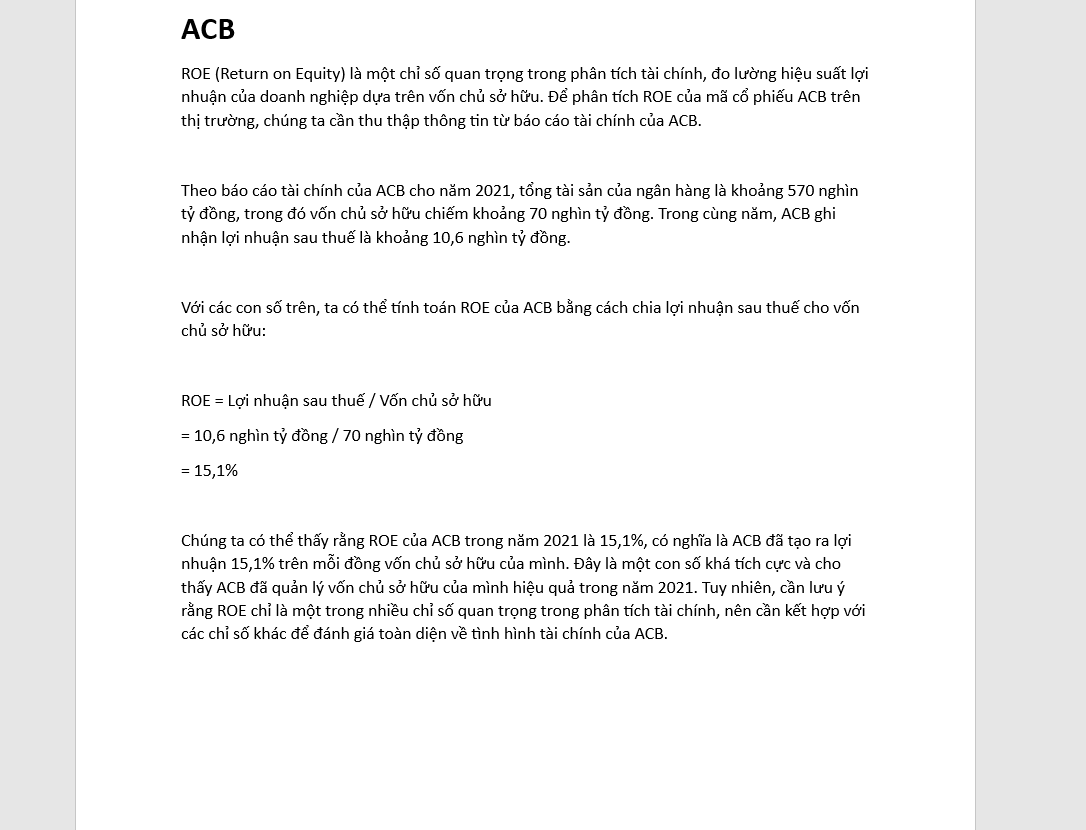 ACB
ROE (Return on Equity) là một chỉ số quan trọng trong phân tích tài chính, đo lường hiệu suất lợi
nhuận của doanh nghiệp dựa trên vốn chủ sở hữu. Để phân tích ROE của mã cổ phiếu ACB trên
thị trường, chúng ta cần thu thập thông tin từ báo cáo tài chính của ACB.
Theo báo cáo tài chính của ACB cho năm 2021, tổng tài sản của ngân hàng là khoảng 570 nghìn
tỷ đồng, trong đó vốn chủ sở hữu chiếm khoảng 70 nghìn tỷ đồng. Trong cùng năm, ACB ghi
nhận lợi nhuận sau thuế là khoảng 10,6 nghìn tỷ đồng.
Với các con số trên, ta có thể tính toán ROE của ACB bằng cách chia lợi nhuận sau thuế cho vốn
chủ sở hữu:
ROE = Lợi nhuận sau thuế / Vốn chủ sở hữu
= 10,6 nghìn tỷ đồng / 70 nghìn tỷ đồng
= 15,1%
Chúng ta có thể thấy rằng ROE của ACB trong năm 2021 là 15,1%, có nghĩa là ACB đã tạo ra lợi
nhuận 15,1% trên mỗi đồng vốn chủ sở hữu của mình. Đây là một con số khá tích cực và cho
thấy ACB đã quản lý vốn chủ sở hữu của mình hiệu quả trong năm 2021. Tuy nhiên, cần lưu ý
rằng ROE chỉ là một trong nhiều chỉ số quan trọng trong phân tích tài chính, nên cần kết hợp với
các chỉ số khác để đánh giá toàn diện về tình hình tài chính của ACB.